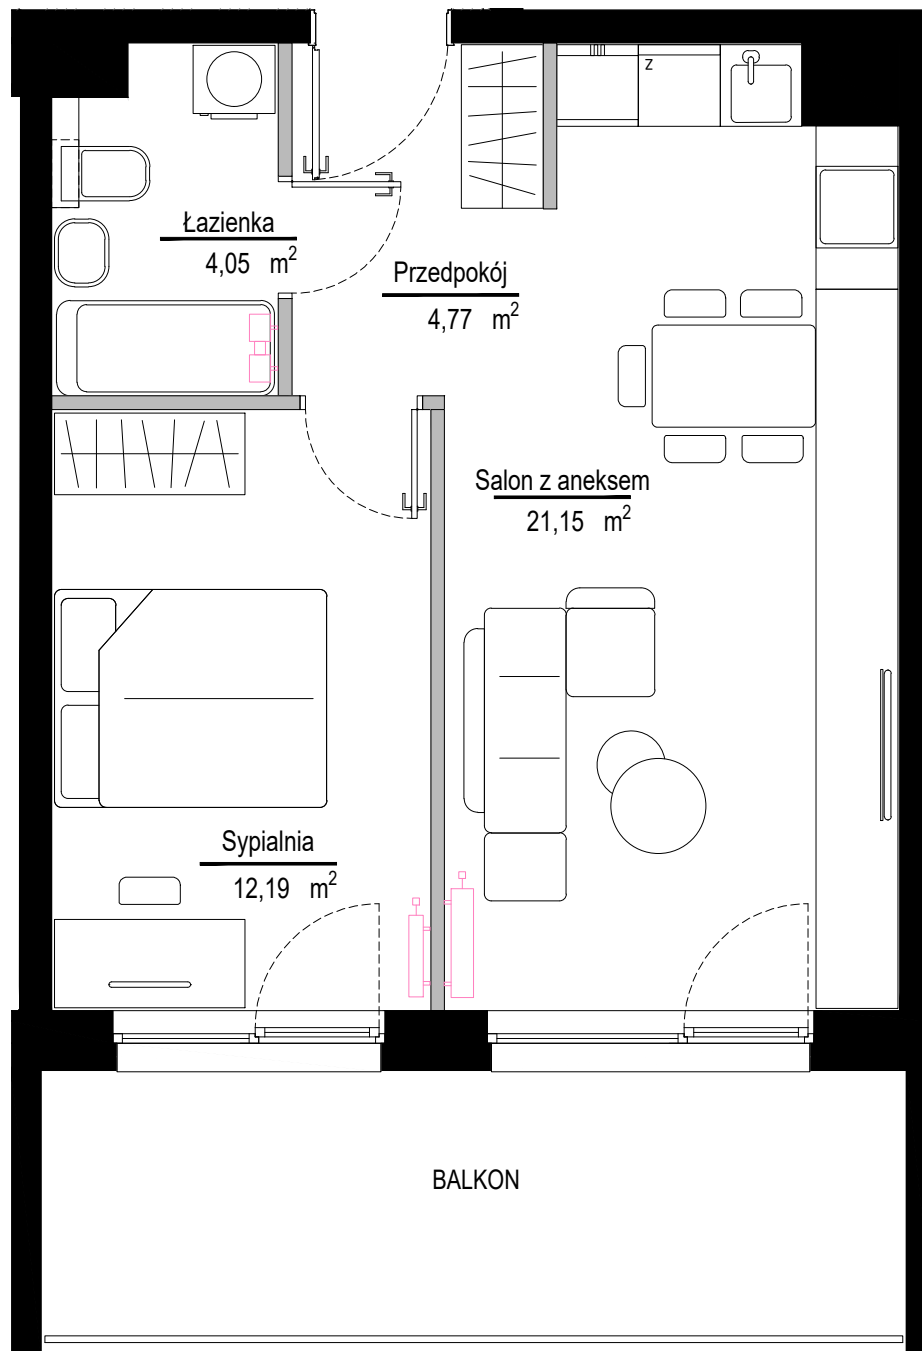 z
Łazienka
4,05 m²
Przedpokój
4,77 m²
Salon z aneksem
21,15 m²
Sypialnia
12,19 m²
BALKON